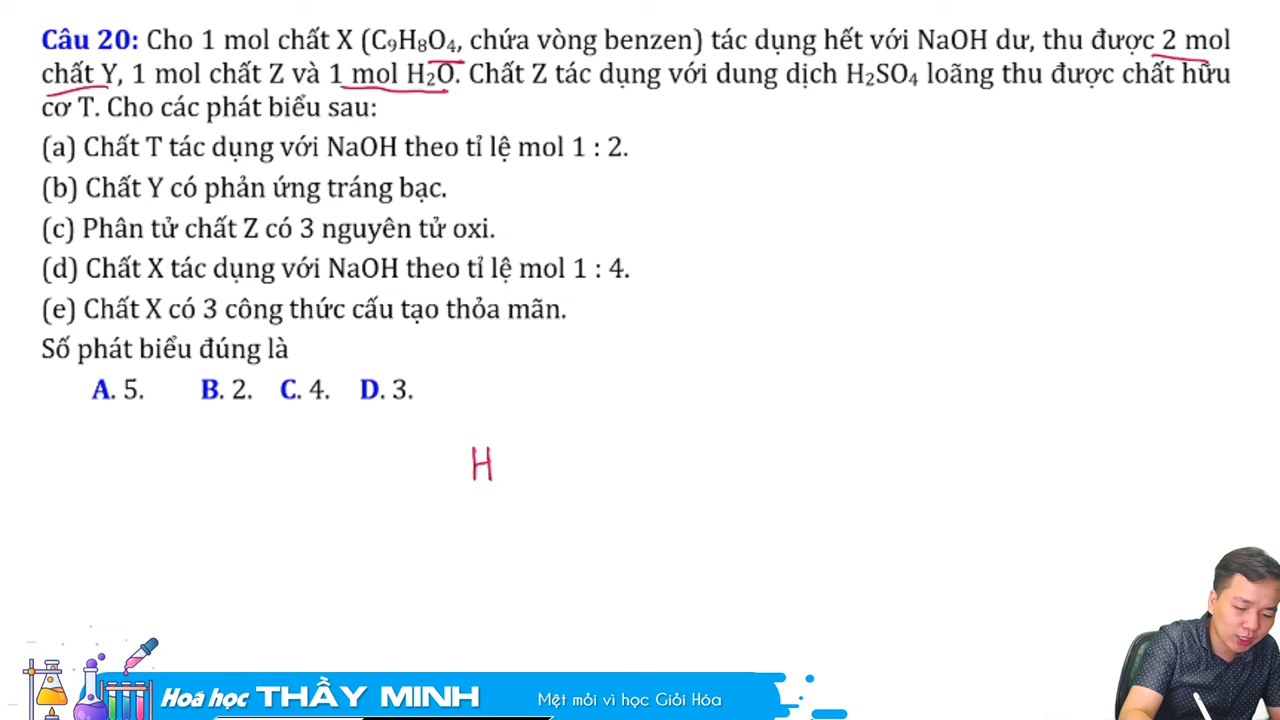 Câu 20: Cho 1 mol chất X (C₉H₈O₄, chứa vòng benzen) tác dụng hết với NaOH dư, thu được 2 mol
chất Y, 1 mol chất Z và 1 mol H₂O. Chất Z tác dụng với dung dịch H₂SO₄ loãng thu được chất hữu
cơ T. Cho các phát biểu sau:
(a) Chất T tác dụng với NaOH theo tỉ lệ mol 1 : 2.
(b) Chất Y có phản ứng tráng bạc.
(c) Phân tử chất Z có 3 nguyên tử oxi.
(d) Chất X tác dụng với NaOH theo tỉ lệ mol 1 : 4.
(e) Chất X có 3 công thức cấu tạo thỏa mãn.
Số phát biểu đúng là
A. 5. B. 2. C. 4. D. 3.
H
Hoá học THẦY MINH Mệt mỏi vì học Giỏi Hóa